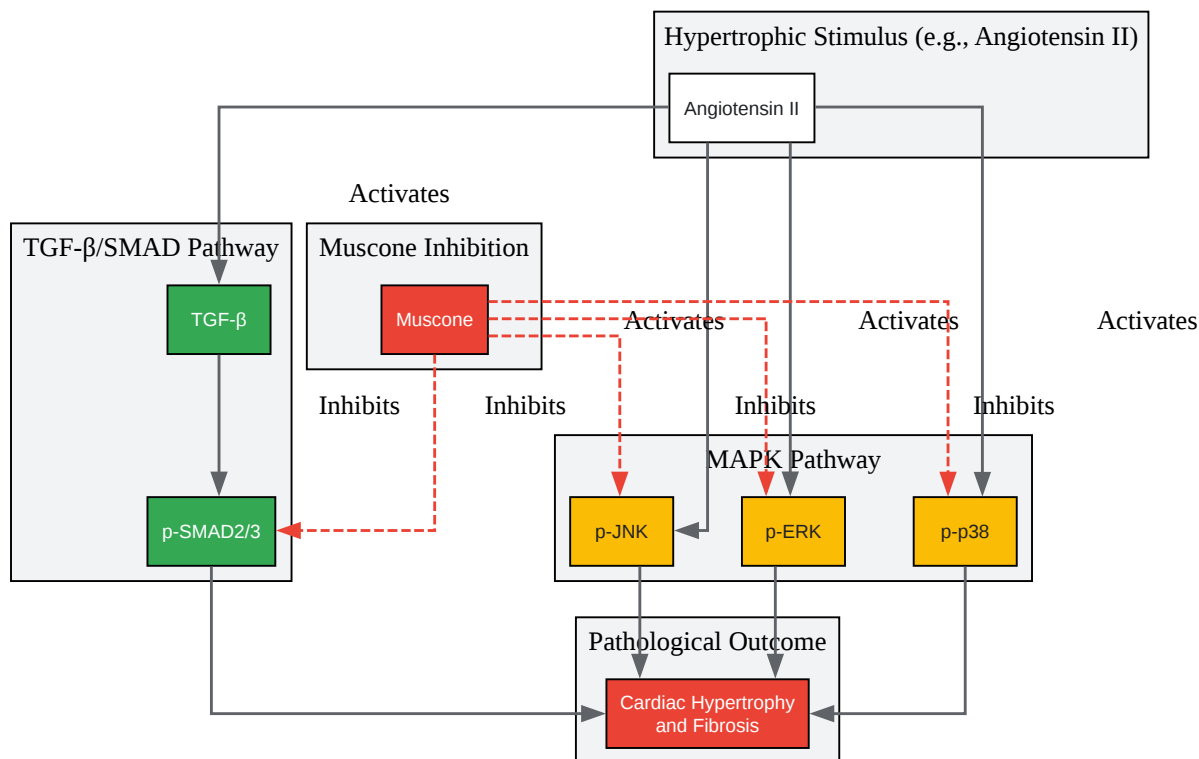 Hypertrophic Stimulus (e.g., Angiotensin II)
Angiotensin II
Activates
TGF-β/SMAD Pathway
Muscone Inhibition
TGF-β
Muscone
Activates
Activates
Activates
Inhibits
Inhibits
Inhibits
Inhibits
MAPK Pathway
p-SMAD2/3
p-JNK
p-ERK
p-p38
Pathological Outcome
Cardiac Hypertrophy
and Fibrosis